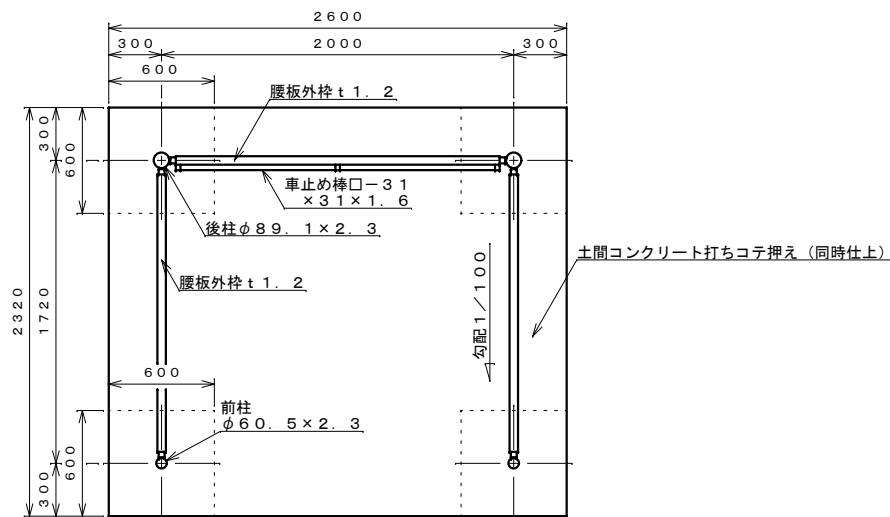 ２６００
３００
２０００
３００
６００
腰板外枠ｔ１．２
３００
６００
車止め棒口－３１
×３１×１．６
後柱φ８９．１×２．３
土間コンクリート打ちコテ押え（同時仕上）
腰板外枠ｔ１．２
２３２０
１７２０
勾配１／１００
６００
前柱
φ６０．５×２．３
６００
３００